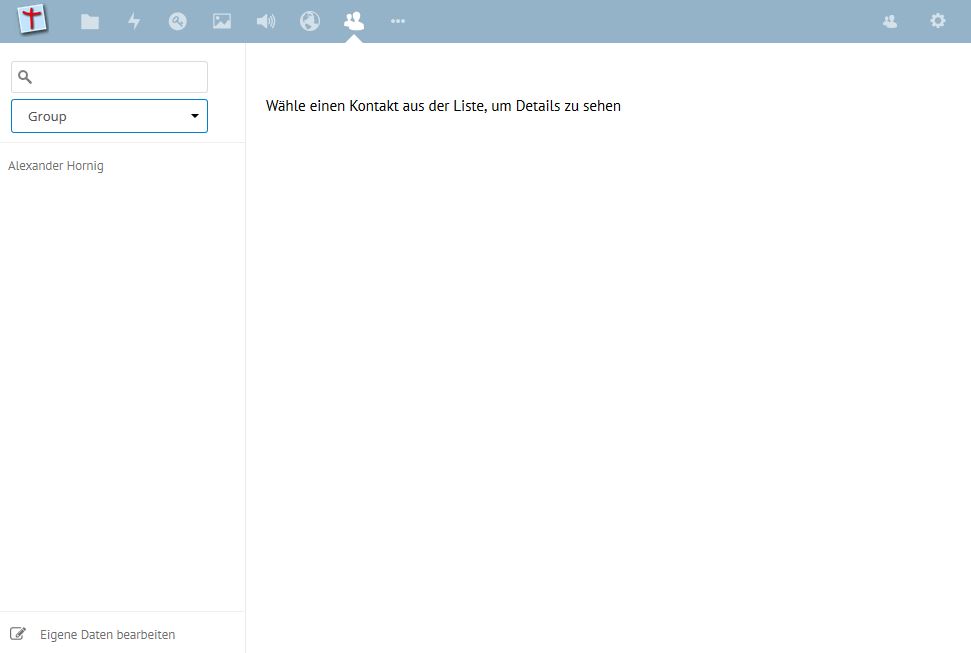 Group
Wähle einen Kontakt aus der Liste, um Details zu sehen
Alexander Hornig
Eigene Daten bearbeiten